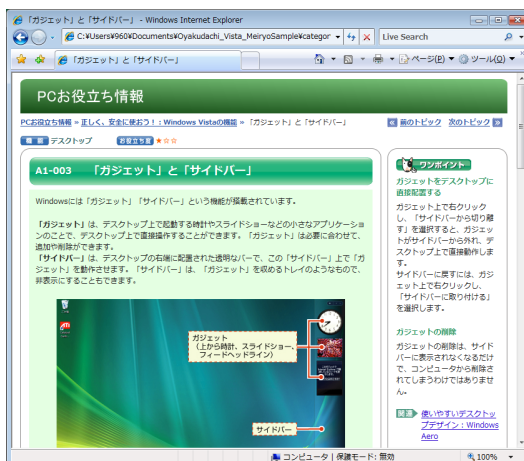 「ガジェット」と「サイドバー」 - Windows Internet Explorer
C:¥Users¥960¥Documents¥Oyakudachi_Vista_MeiryoSample¥categor
Live Search
「ガジェット」と「サイドバー」
ページ(P)
ツール(O)
PCお役立ち情報
PCお役立ち情報 » 正しく、安全に使おう！：Windows Vistaの機能 » 「ガジェット」と「サイドバー」
前のトピック 次のトピック
機 能 デスクトップ お役立ち度 ★☆☆
A1-003 「ガジェット」と「サイドバー」
Windowsには「ガジェット」「サイドバー」という機能が搭載されています。
「ガジェット」は、デスクトップ上で起動する時計やスライドショーなどの小さなアプリケーショ
ンのことで、デスクトップ上で直接操作することができます。「ガジェット」は必要に合わせて、
追加や削除ができます。
「サイドバー」は、デスクトップの右端に配置された透明なバーで、この「サイドバー」上で「ガ
ジェット」を動作させます。「サイドバー」は、「ガジェット」を収めるトレイのようなもので、
非表示にすることもできます。
ガジェット
（上から時計、スライドショー、
フィードヘッドライン）
サイドバー
ワンポイント
ガジェットをデスクトップに
直接配置する
ガジェット上で右クリック
し、「サイドバーから切り離
す」を選択すると、ガジェッ
トがサイドバーから外れ、デ
スクトップ上で直接動作しま
す。
サイドバーに戻すには、ガジ
ェット上で右クリックし、
「サイドバーに取り付ける」
を選択します。
ガジェットの削除
ガジェットの削除は、サイド
バーに表示されなくなるだけ
で、コンピュータから削除さ
れてしまうわけではありませ
ん。
関連 使いやすいデスクトッ
プデザイン：Windows
Aero
コンピュータ | 保護モード: 無効
100%